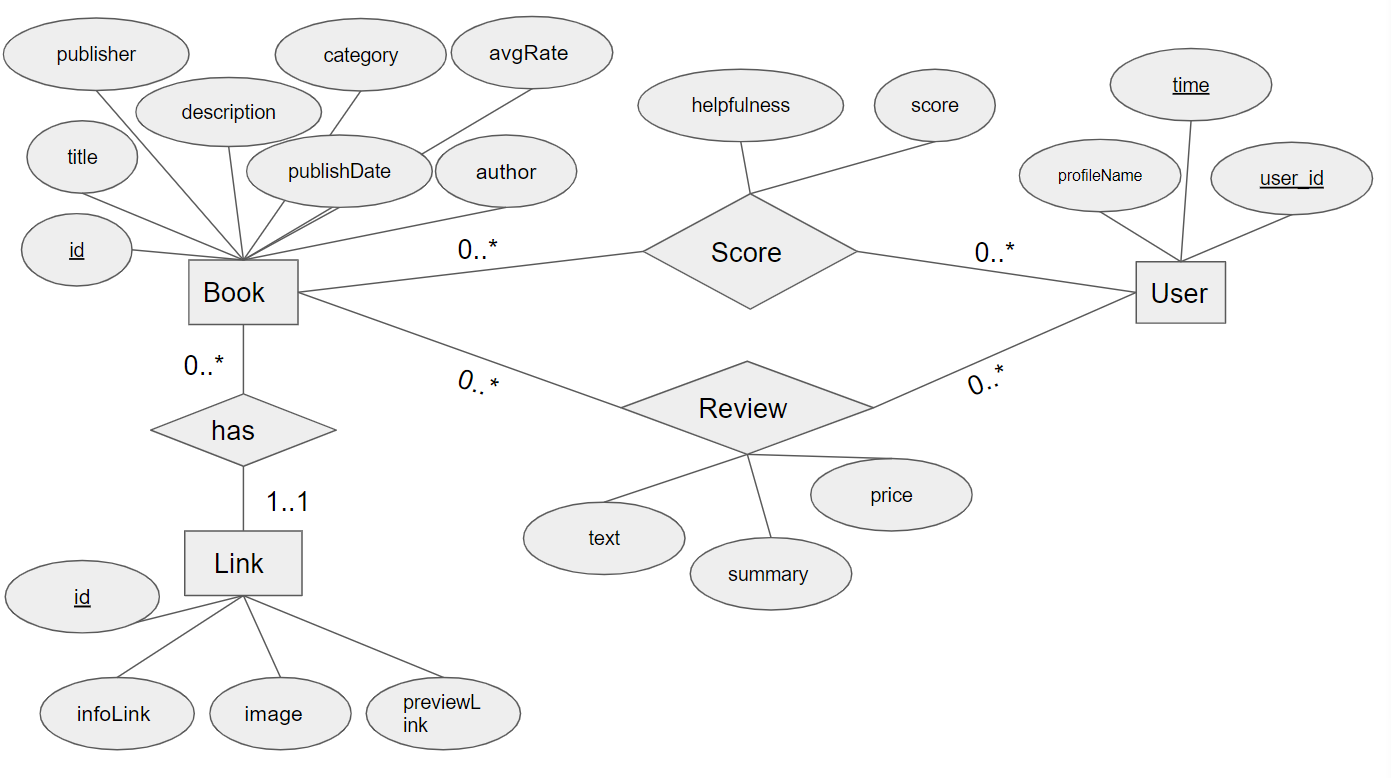 publisher
category
avgRate
description
title
publishDate
author
id
helpfulness
score
time
profileName
user_id
0..*
Score
0..*
Book
User
0..*
0..*
0..*
Review
has
1..1
text
price
summary
Link
id
infoLink
image
previewL
ink